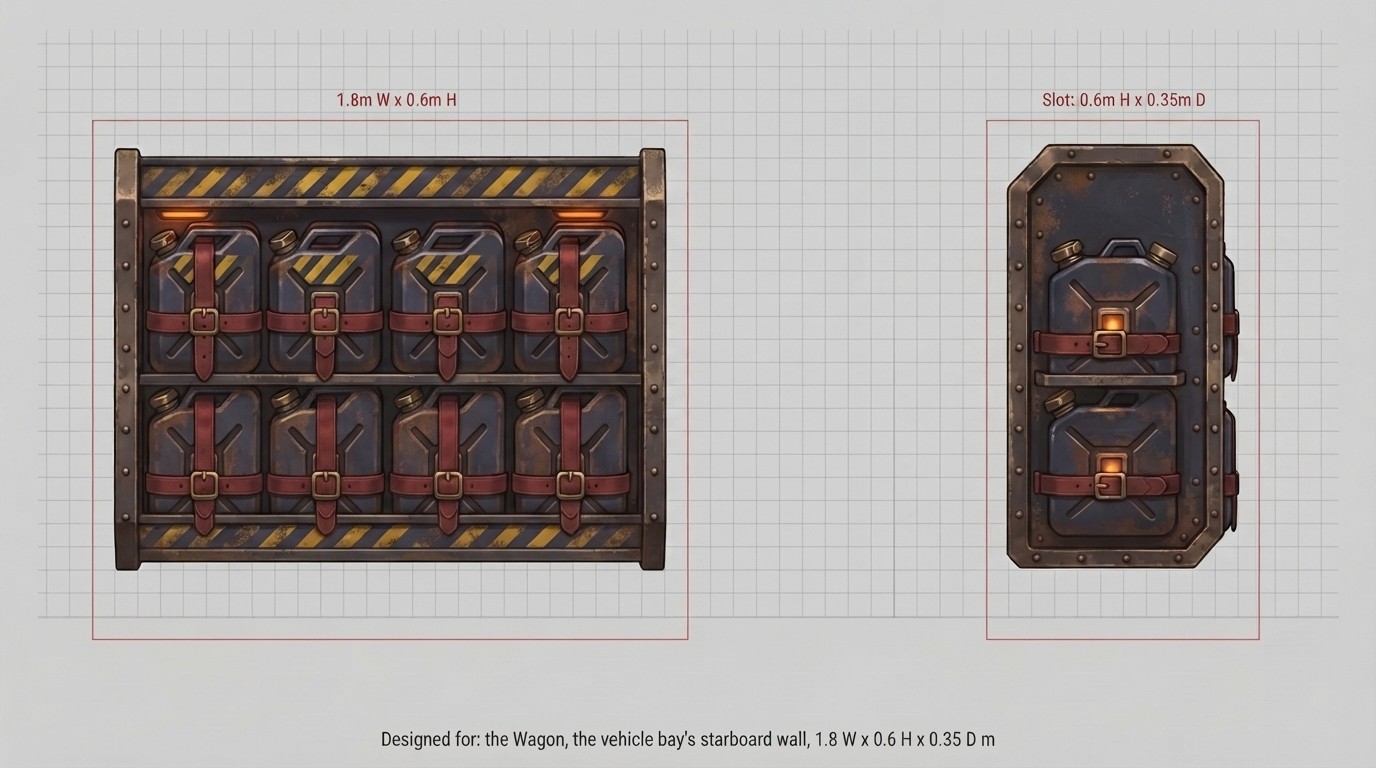 1.8m W x 0.6m H
Slot: 0.6m H x 0.35m D
Designed for: the Wagon, the vehicle bay's starboard wall, 1.8 W x 0.6 H x 0.35 D m